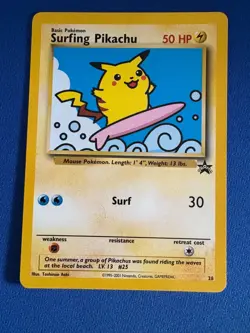 Basic Pokémon
Surfing Pikachu 50 HP
Mouse Pokémon. Length: 1' 4", Weight: 13 lbs.
Surf 30
weakness resistance retreat cost
One summer, a group of Pikachus was found riding the waves
at the local beach. LV. 13 #25
Illus. Toshinao Aoki ©1995-2001 Nintendo, Creatures, GAMEFREAK. 28